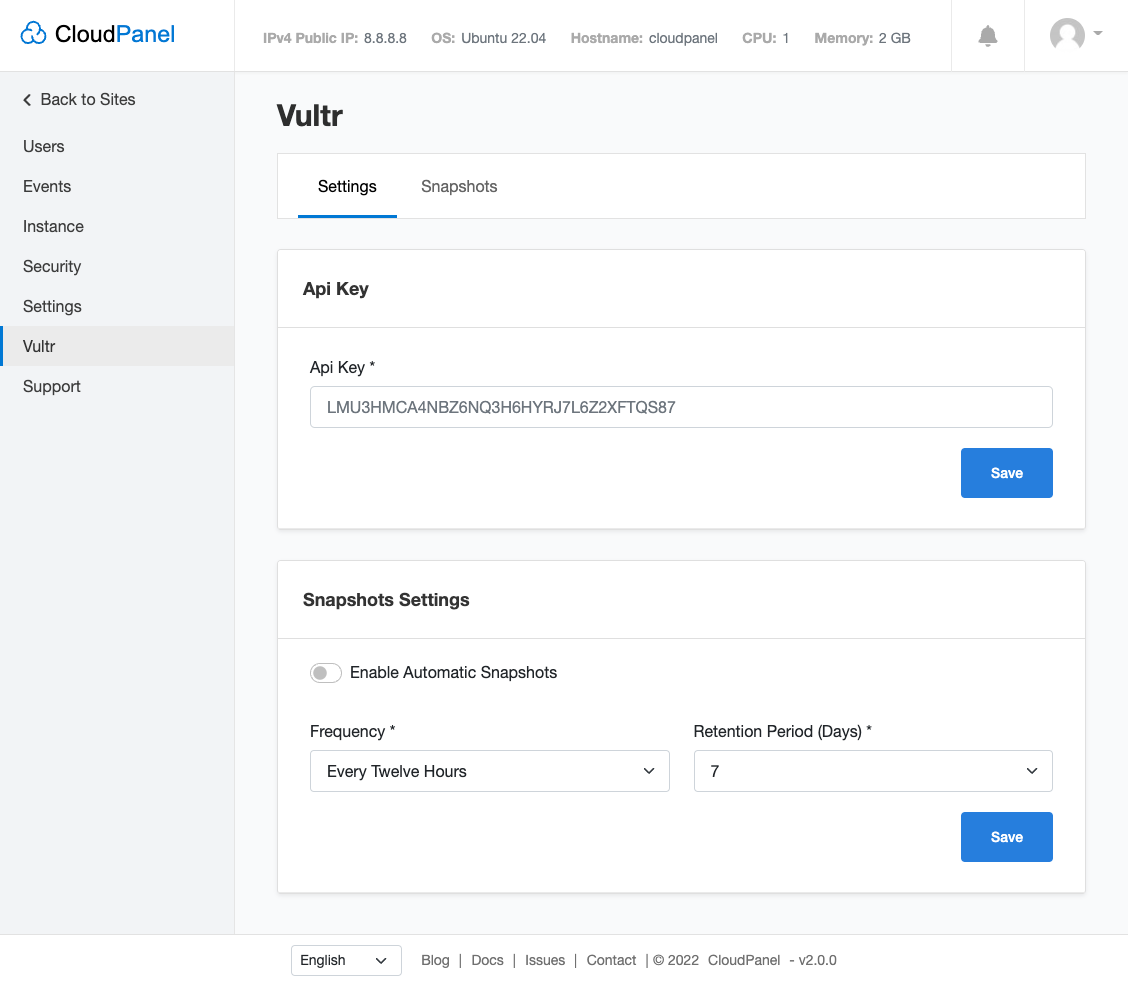 CloudPanel
IPv4 Public IP: 8.8.8.8 OS: Ubuntu 22.04 Hostname: cloudpanel CPU: 1 Memory: 2 GB
Back to Sites
Users
Events
Instance
Security
Settings
Vultr
Support
Vultr
Settings Snapshots
Api Key
Api Key *
LMU3HMCA4NBZ6NQ3H6HYRJ7L6Z2XFTQS87
Save
Snapshots Settings
Enable Automatic Snapshots
Frequency * Retention Period (Days) *
Every Twelve Hours 7
Save
English Blog | Docs | Issues | Contact | © 2022 CloudPanel - v2.0.0